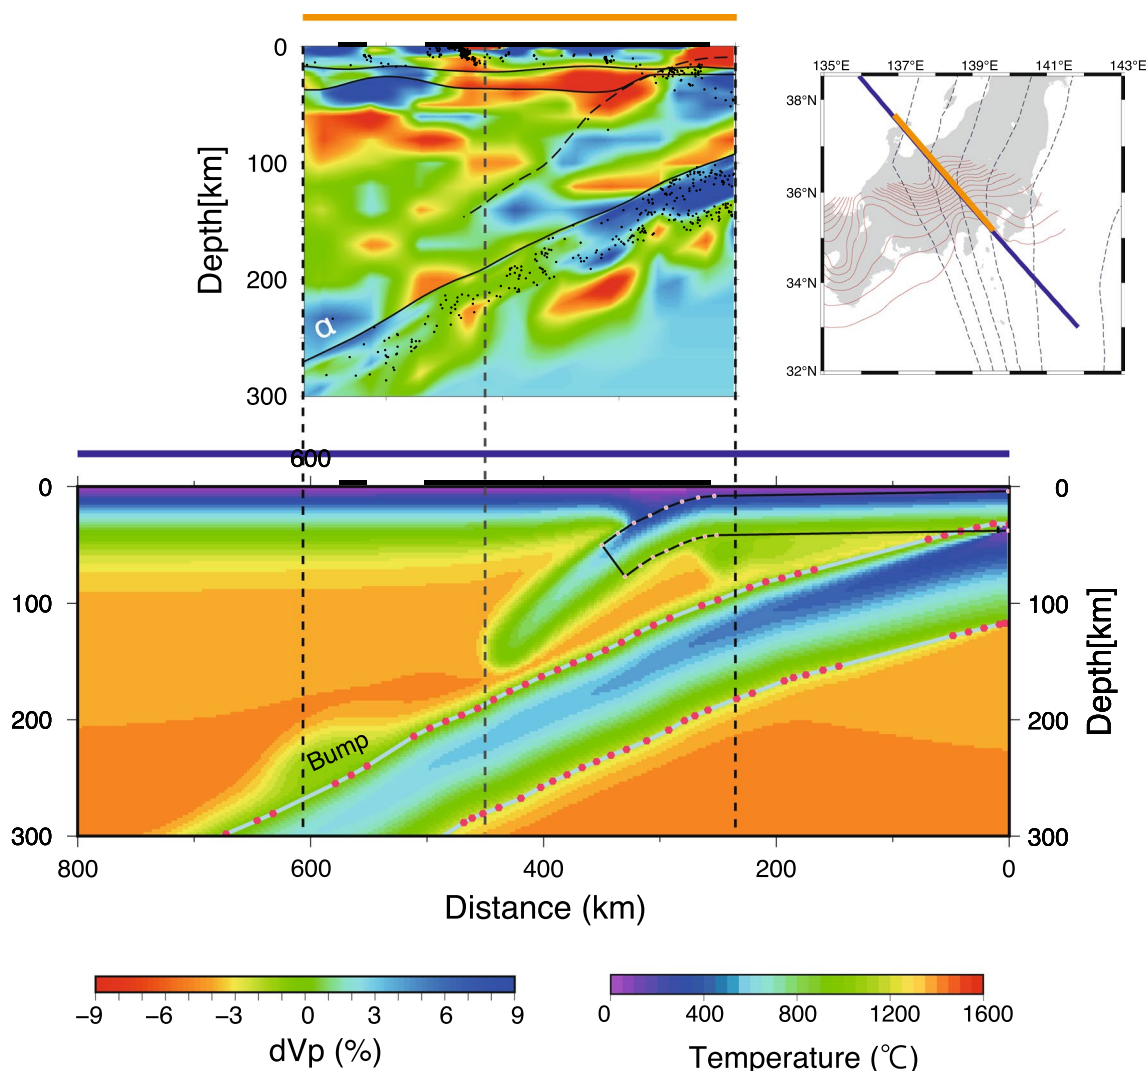 0
100
200
300
Depth[km]
α
135°E 137°E 139°E 141°E 143°E
38°N
36°N
34°N
32°N
600
0
100
200
300
0
100
200
300
Depth[km]
Bump
800 600 400 200 0
Distance (km)
–9 –6 –3 0 3 6 9
dVp (%)
0 400 800 1200 1600
Temperature (℃)